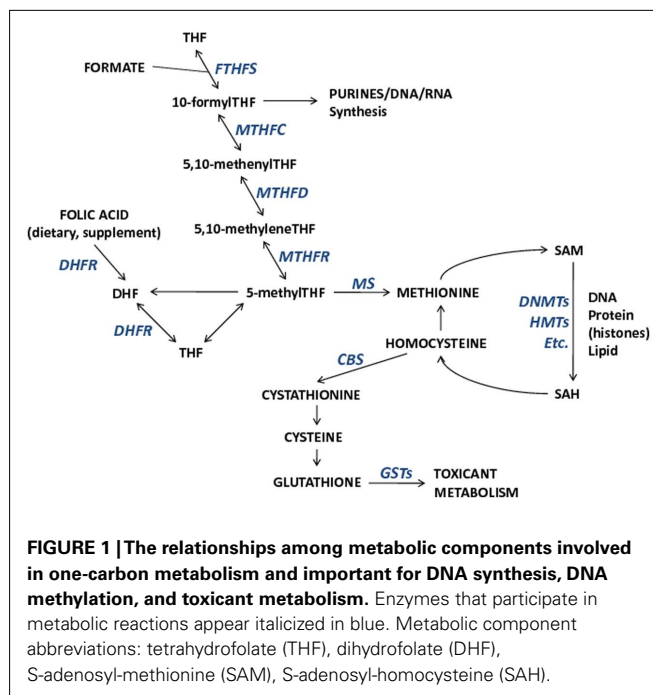 THF
FORMATE
FTHFS
10-formylTHF
PURINES/DNA/RNA
Synthesis
MTHFC
5,10-methenylTHF
MTHFD
FOLIC ACID
(dietary, supplement)
5,10-methyleneTHF
DHFR
MTHFR
SAM
DHF
5-methylTHF
MS
METHIONINE
DNMTs
HMTs
Etc.
DNA
Protein
(histones)
Lipid
DHFR
THF
HOMOCYSTEINE
CBS
CYSTATHIONINE
SAH
CYSTEINE
GLUTATHIONE
GSTs
TOXICANT
METABOLISM
FIGURE 1 | The relationships among metabolic components involved
in one-carbon metabolism and important for DNA synthesis, DNA
methylation, and toxicant metabolism. Enzymes that participate in
metabolic reactions appear italicized in blue. Metabolic component
abbreviations: tetrahydrofolate (THF), dihydrofolate (DHF),
S-adenosyl-methionine (SAM), S-adenosyl-homocysteine (SAH).